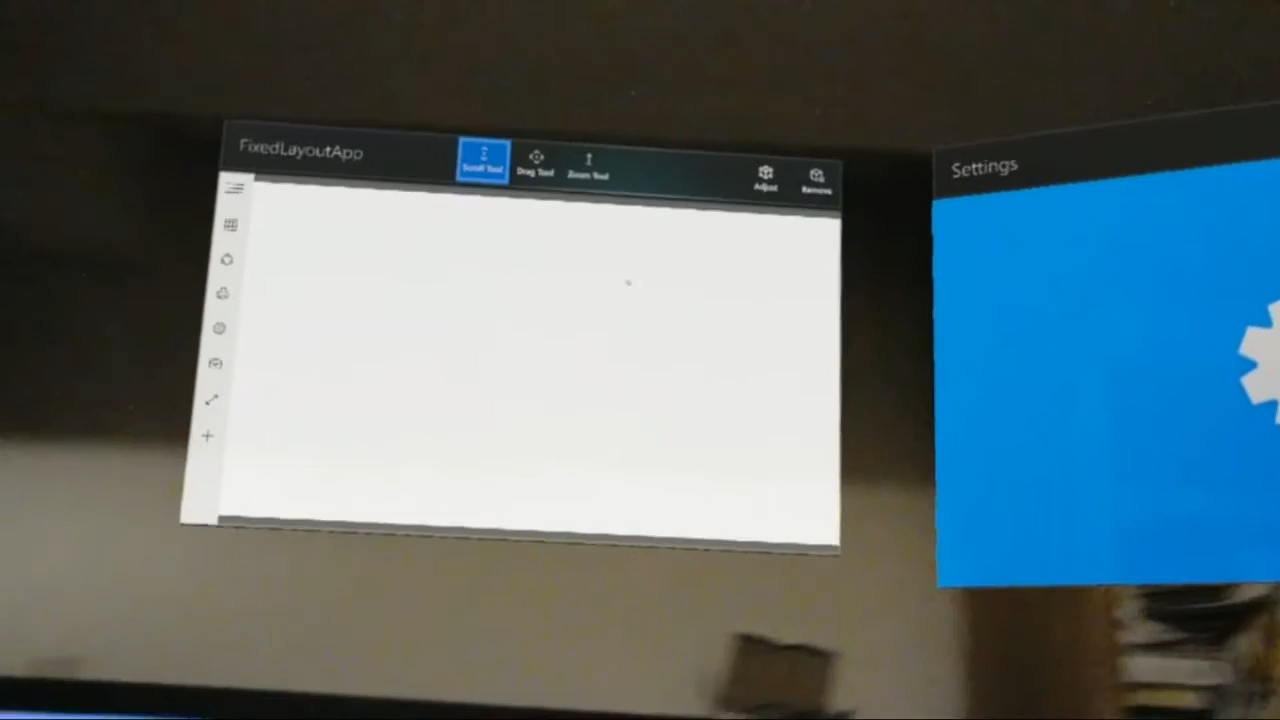 FixedLayoutApp
Scroll Tool
Drag Tool
Zoom Tool
Adjust
Remove
Settings